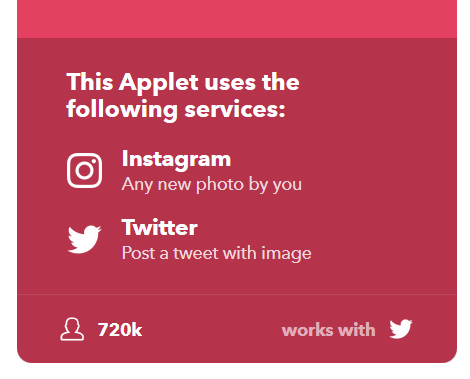 This Applet uses the
following services:
Instagram
Any new photo by you
Twitter
Post a tweet with image
720k
works with